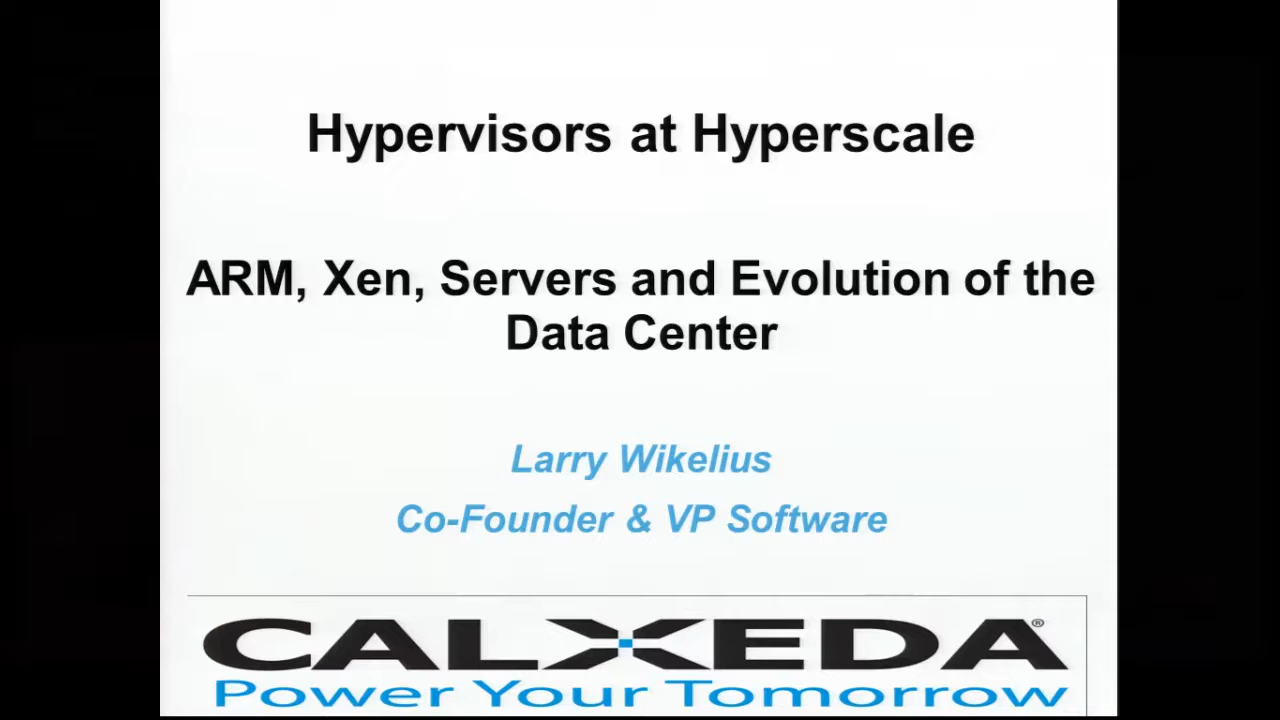 Hypervisors at Hyperscale
ARM, Xen, Servers and Evolution of the
Data Center
Larry Wikelius
Co-Founder & VP Software
CALXEDA®
Power Your Tomorrow